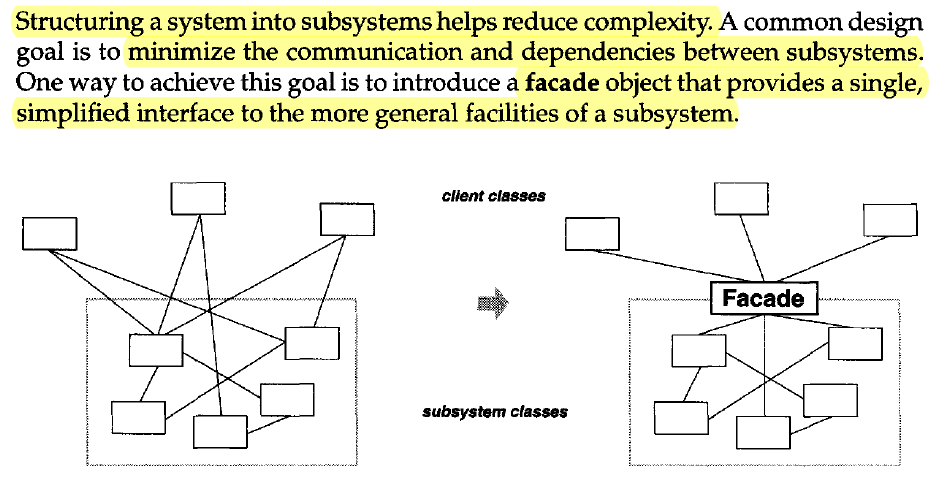 Structuring a system into subsystems helps reduce complexity. A common design
goal is to minimize the communication and dependencies between subsystems.
One way to achieve this goal is to introduce a facade object that provides a single,
simplified interface to the more general facilities of a subsystem.
client classes
Facade
subsystem classes